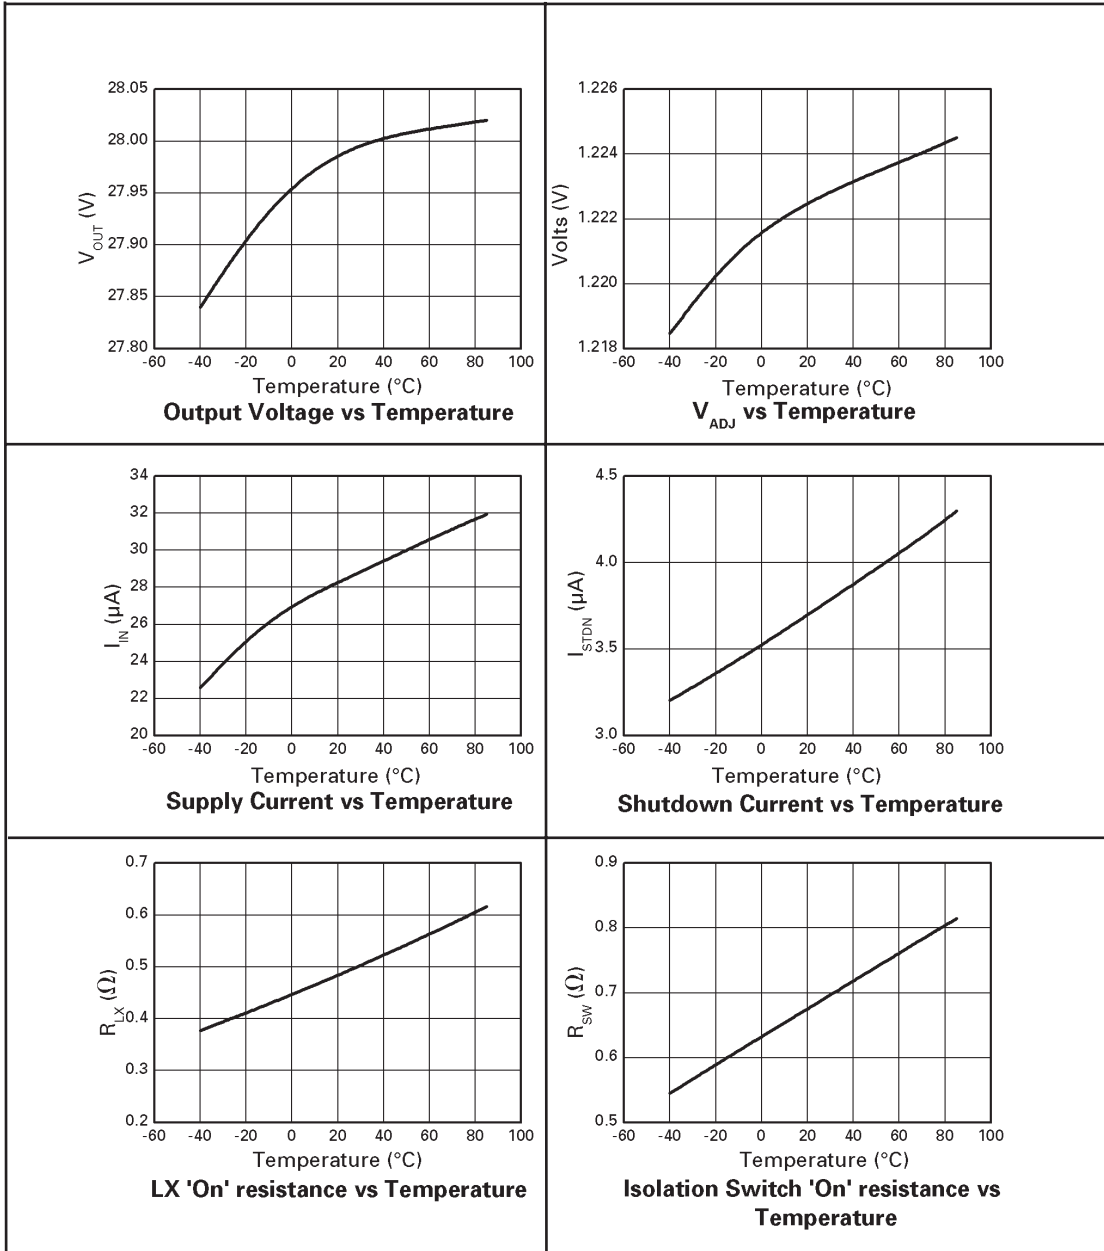 28.05
28.00
27.95
27.90
27.85
27.80
V_OUT (V)
-60 -40 -20 0 20 40 60 80 100
Temperature (°C)
Output Voltage vs Temperature
1.226
1.224
1.222
1.220
1.218
Volts (V)
-60 -40 -20 0 20 40 60 80 100
Temperature (°C)
V_ADJ vs Temperature
34
32
30
28
26
24
22
20
I_IN (µA)
-60 -40 -20 0 20 40 60 80 100
Temperature (°C)
Supply Current vs Temperature
4.5
4.0
3.5
3.0
I_STDN (µA)
-60 -40 -20 0 20 40 60 80 100
Temperature (°C)
Shutdown Current vs Temperature
0.7
0.6
0.5
0.4
0.3
0.2
R_LX (Ω)
-60 -40 -20 0 20 40 60 80 100
Temperature (°C)
LX 'On' resistance vs Temperature
0.9
0.8
0.7
0.6
0.5
R_SW (Ω)
-60 -40 -20 0 20 40 60 80 100
Temperature (°C)
Isolation Switch 'On' resistance vs
Temperature